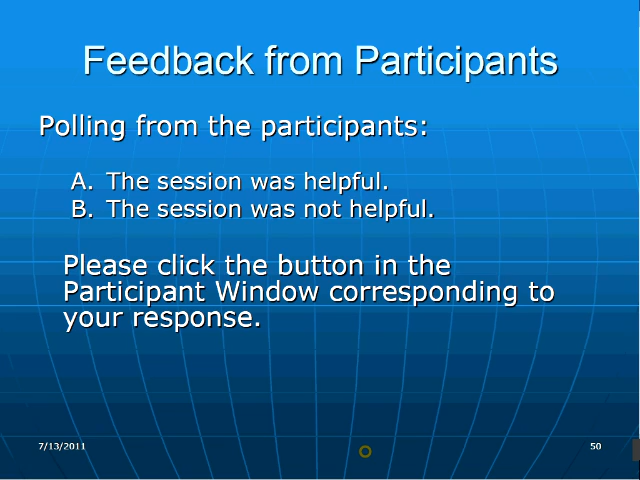 Feedback from Participants
Polling from the participants:
A. The session was helpful.
B. The session was not helpful.
Please click the button in the
Participant Window corresponding to
your response.
7/13/2011
50